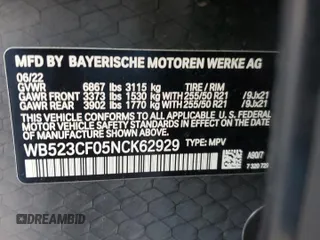 MFD BY BAYERISCHE MOTOREN WERKE AG
06/22
GVWR 6867 lbs 3115 kg TIRE / RIM
GAWR FRONT 3373 lbs 1530 kg 255/50 R21 /9Jx21
GAWR REAR 3902 lbs 1770 kg 255/50 R21 /9Jx21
THIS VEHICLE CONFORMS TO ALL APPLICABLE U.S. FEDERAL
MOTOR VEHICLE SAFETY STANDARDS IN EFFECT
ON THE DATE OF MANUFACTURE SHOWN ABOVE.
WB523CF05NCK62929 TYPE: MPV
DREAMBID